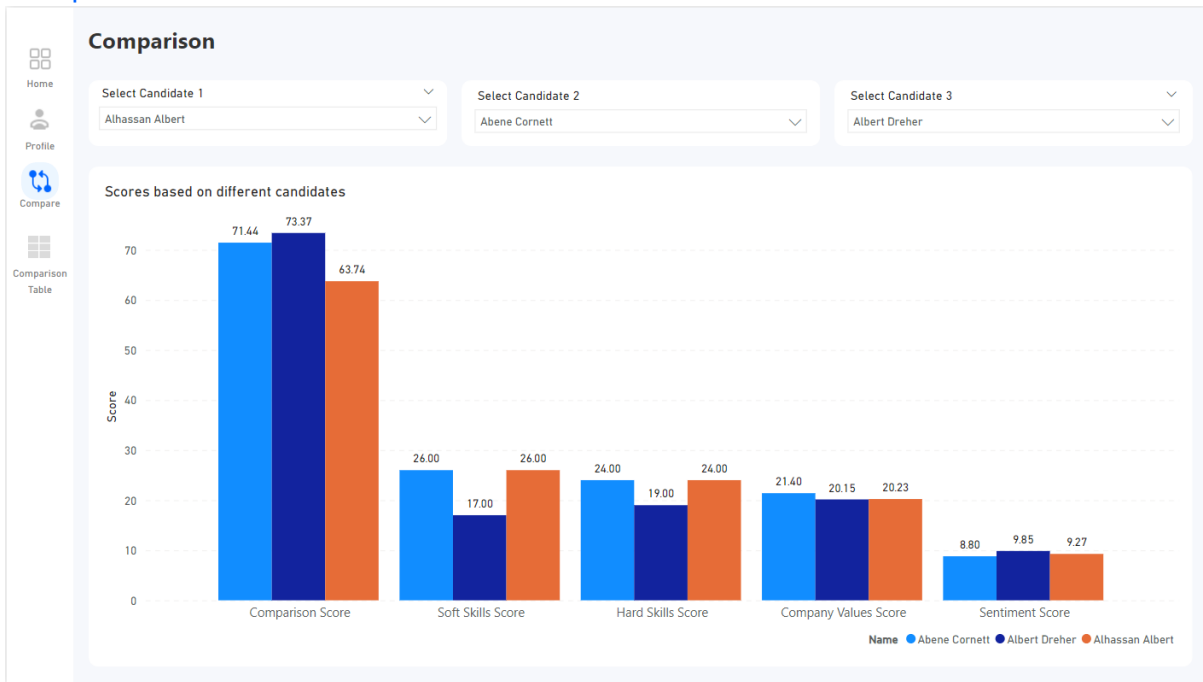 Comparison
Home
Profile
Compare
Comparison
Table
Select Candidate 1
Alhassan Albert
Select Candidate 2
Abene Cornett
Select Candidate 3
Albert Dreher
Scores based on different candidates
Score
70
60
50
40
30
20
10
0
71.44 73.37 63.74
26.00 17.00 26.00
24.00 19.00 24.00
21.40 20.15 20.23
8.80 9.85 9.27
Comparison Score Soft Skills Score Hard Skills Score Company Values Score Sentiment Score
Name Abene Cornett Albert Dreher Alhassan Albert